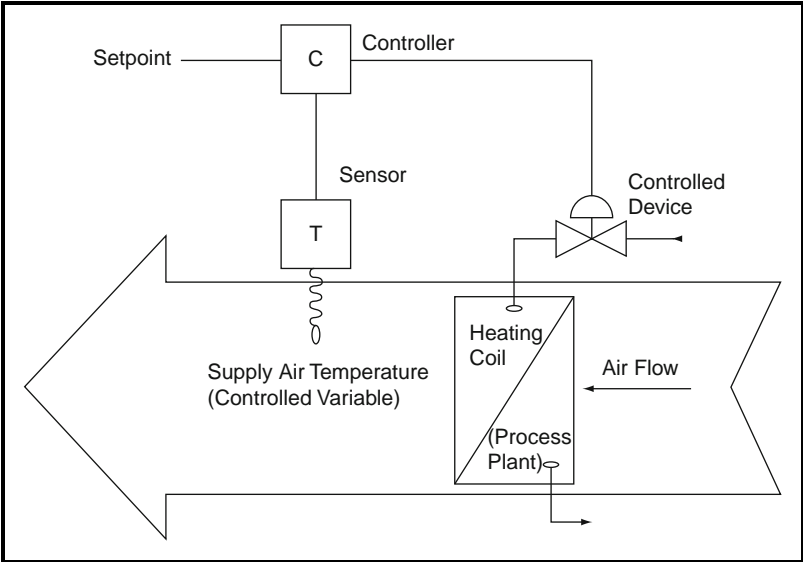 Controller
Setpoint
C
Sensor
Controlled
Device
T
Heating
Coil
Air Flow
Supply Air Temperature
(Controlled Variable)
(Process
Plant)